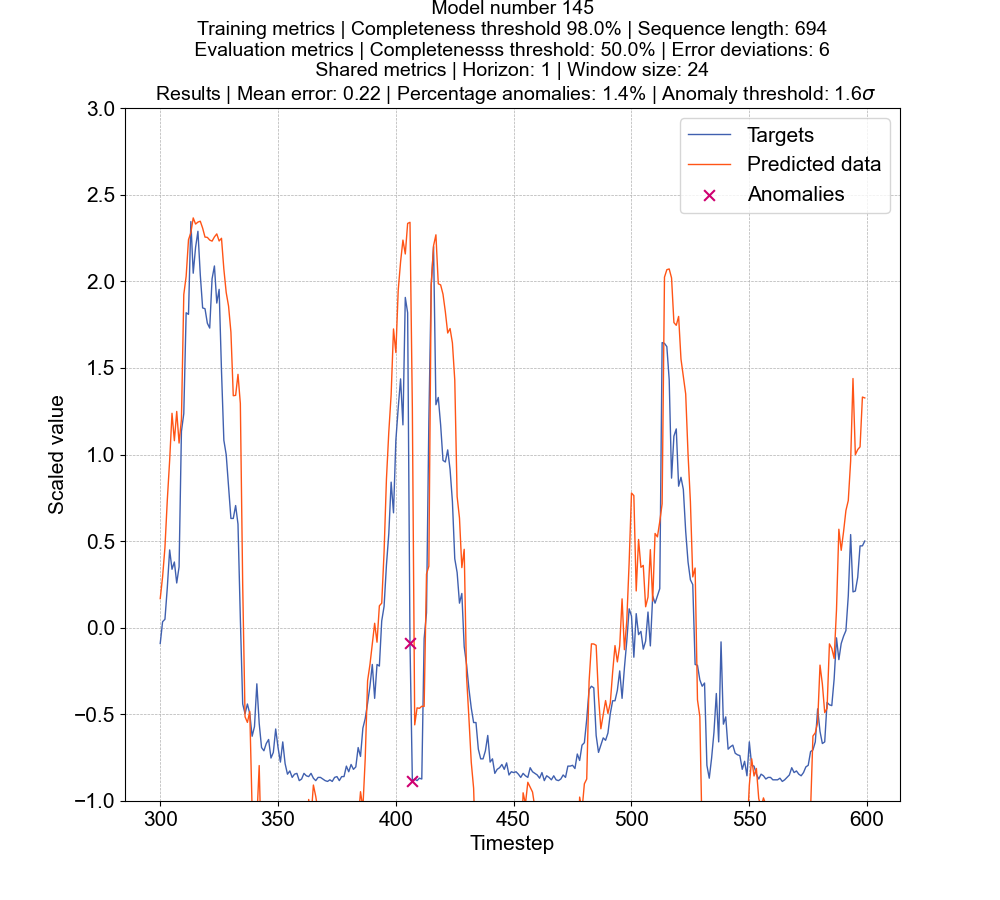 Model number 145
Training metrics | Completeness threshold 98.0% | Sequence length: 694
Evaluation metrics | Completenesss threshold: 50.0% | Error deviations: 6
Shared metrics | Horizon: 1 | Window size: 24
Results | Mean error: 0.22 | Percentage anomalies: 1.4% | Anomaly threshold: 1.6σ
3.0
2.5
2.0
1.5
1.0
0.5
0.0
−0.5
−1.0
Scaled value
Targets
Predicted data
Anomalies
300 350 400 450 500 550 600
Timestep